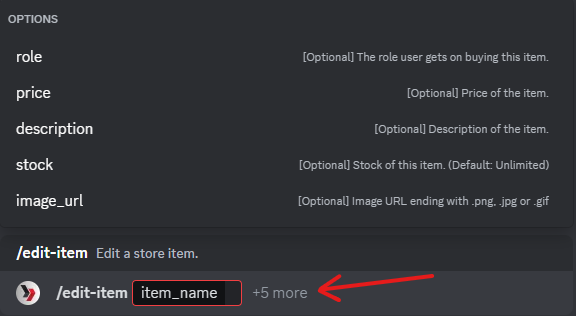 OPTIONS
role [Optional] The role user gets on buying this item.
price [Optional] Price of the item.
description [Optional] Description of the item.
stock [Optional] Stock of this item. (Default: Unlimited)
image_url [Optional] Image URL ending with .png, .jpg or .gif
/edit-item Edit a store item.
/edit-item item_name +5 more